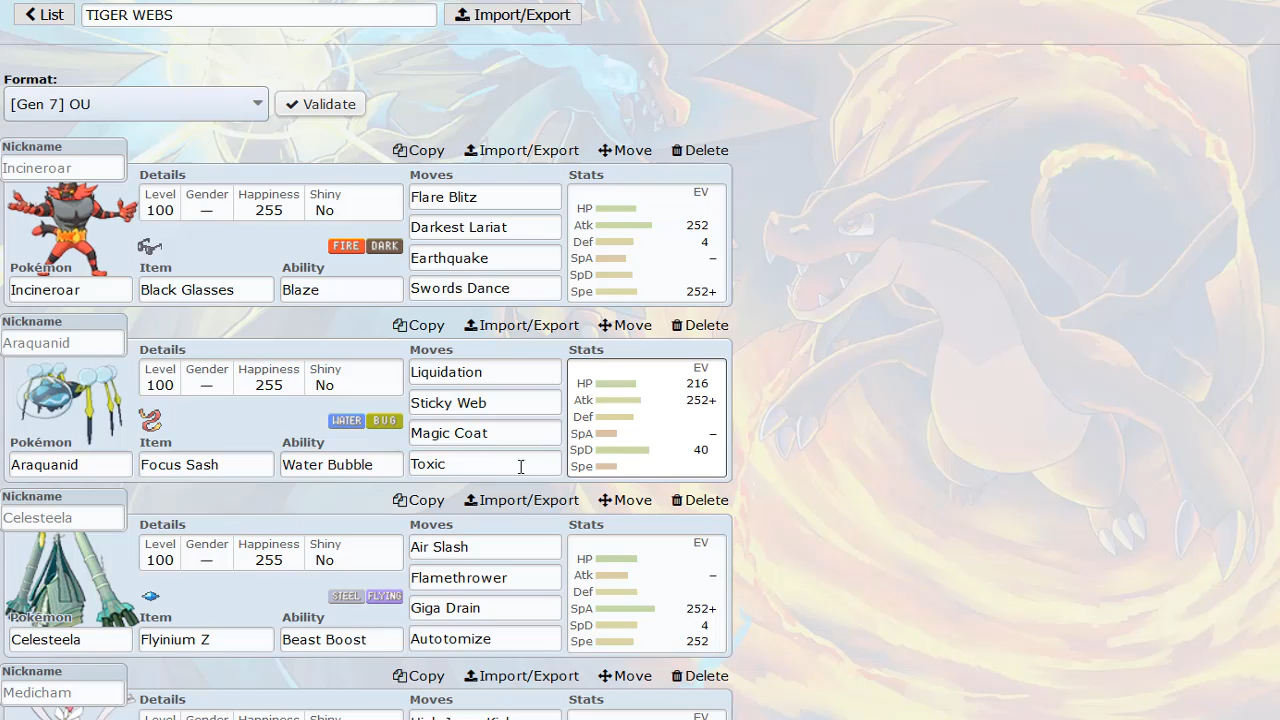 List
TIGER WEBS
Import/Export
Format:
[Gen 7] OU
Validate
Copy Import/Export Move Delete
Nickname
Incineroar
Details Moves Stats
Level Gender Happiness Shiny
100 — 255 No
FIRE DARK
Pokémon Item Ability
Incineroar Black Glasses Blaze
Flare Blitz
Darkest Lariat
Earthquake
Swords Dance
EV
HP
Atk 252
Def 4
SpA –
SpD
Spe 252+
Copy Import/Export Move Delete
Nickname
Araquanid
Details Moves Stats
Level Gender Happiness Shiny
100 — 255 No
WATER BUG
Pokémon Item Ability
Araquanid Focus Sash Water Bubble
Liquidation
Sticky Web
Magic Coat
Toxic
EV
HP 216
Atk 252+
Def
SpA –
SpD 40
Spe
Copy Import/Export Move Delete
Nickname
Celesteela
Details Moves Stats
Level Gender Happiness Shiny
100 — 255 No
STEEL FLYING
Pokémon Item Ability
Celesteela Flyinium Z Beast Boost
Air Slash
Flamethrower
Giga Drain
Autotomize
EV
HP
Atk –
Def
SpA 252+
SpD 4
Spe 252
Copy Import/Export Move Delete
Nickname
Medicham
Details Moves Stats
Level Gender Happiness Shiny
EV